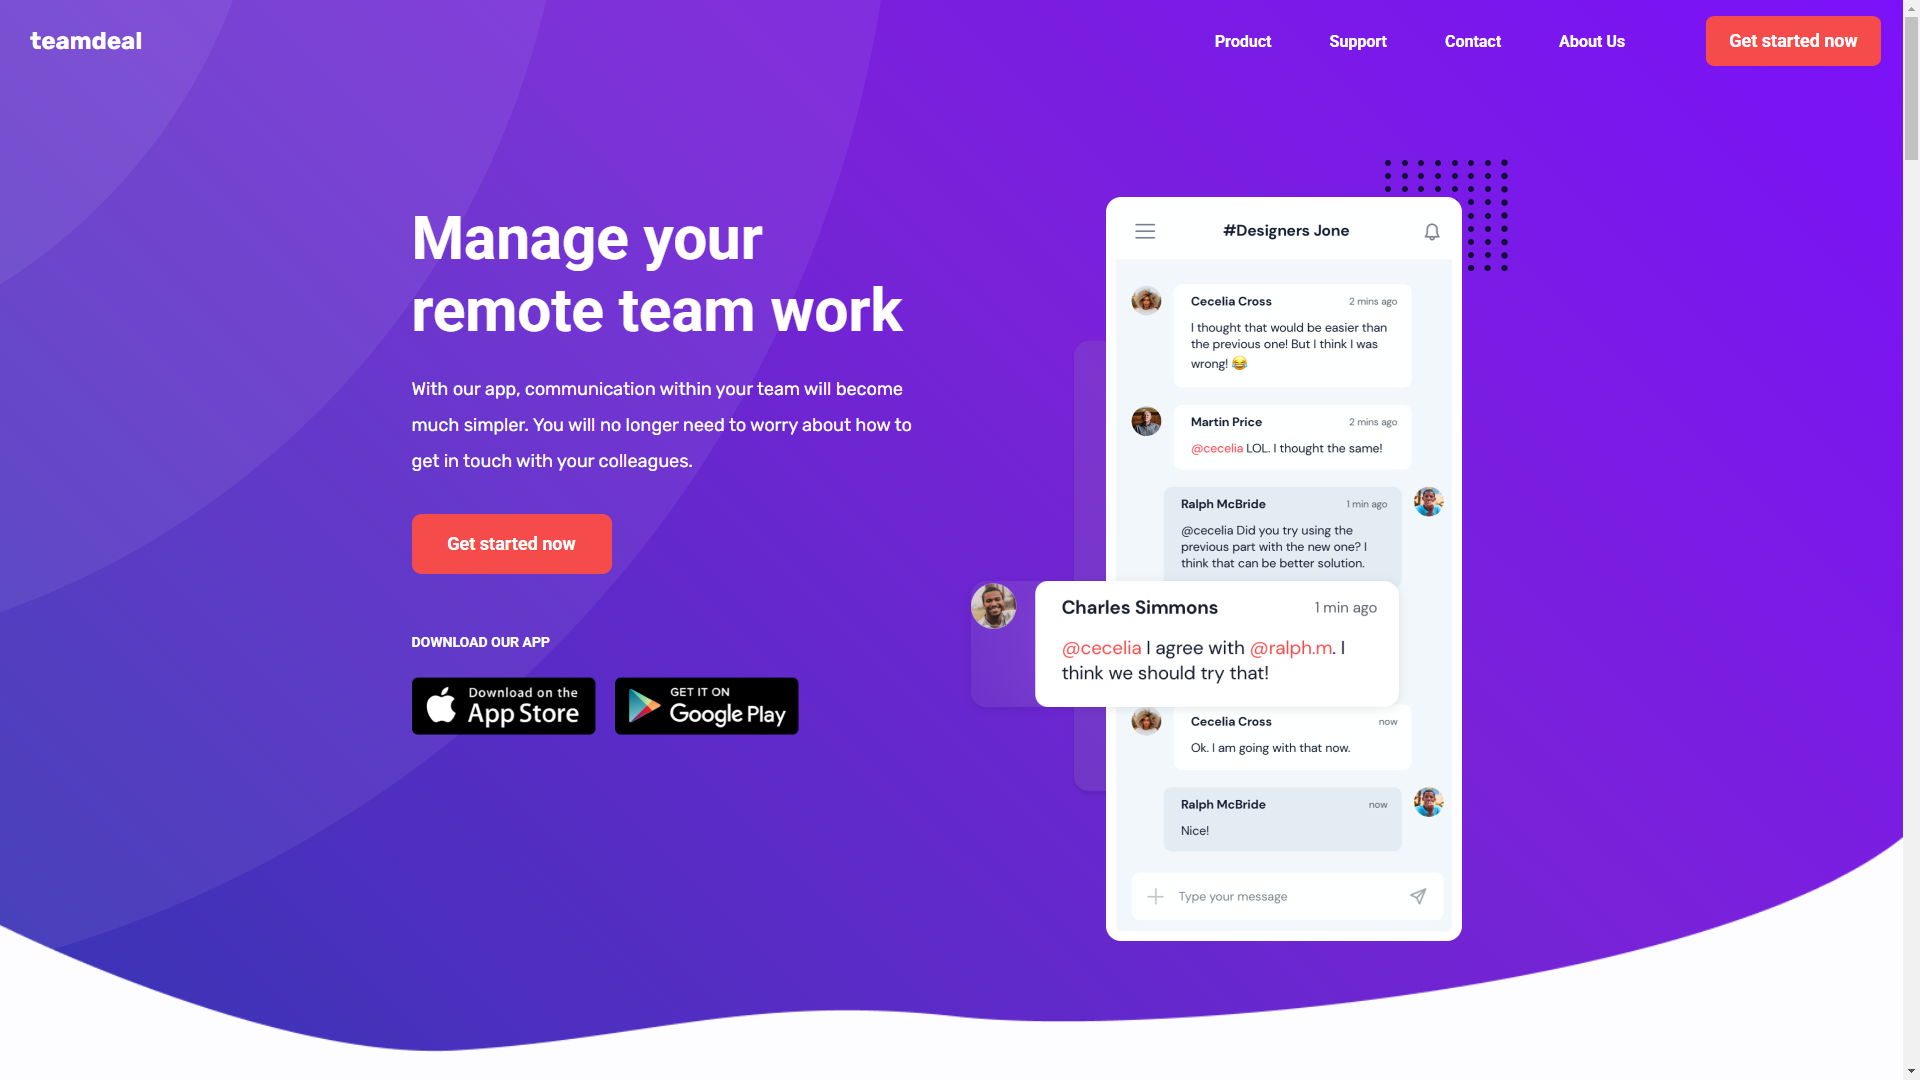 teamdeal
Product
Support
Contact
About Us
Get started now
Manage your
remote team work
With our app, communication within your team will become
much simpler. You will no longer need to worry about how to
get in touch with your colleagues.
Get started now
DOWNLOAD OUR APP
Download on the
App Store
GET IT ON
Google Play
#Designers Jone
Cecelia Cross
2 mins ago
I thought that would be easier than
the previous one! But I think I was
wrong! 😂
Martin Price
2 mins ago
@cecelia LOL. I thought the same!
Ralph McBride
1 min ago
@cecelia Did you try using the
previous part with the new one? I
think that can be better solution.
Charles Simmons
1 min ago
@cecelia I agree with @ralph.m. I
think we should try that!
Cecelia Cross
now
Ok. I am going with that now.
Ralph McBride
now
Nice!
Type your message